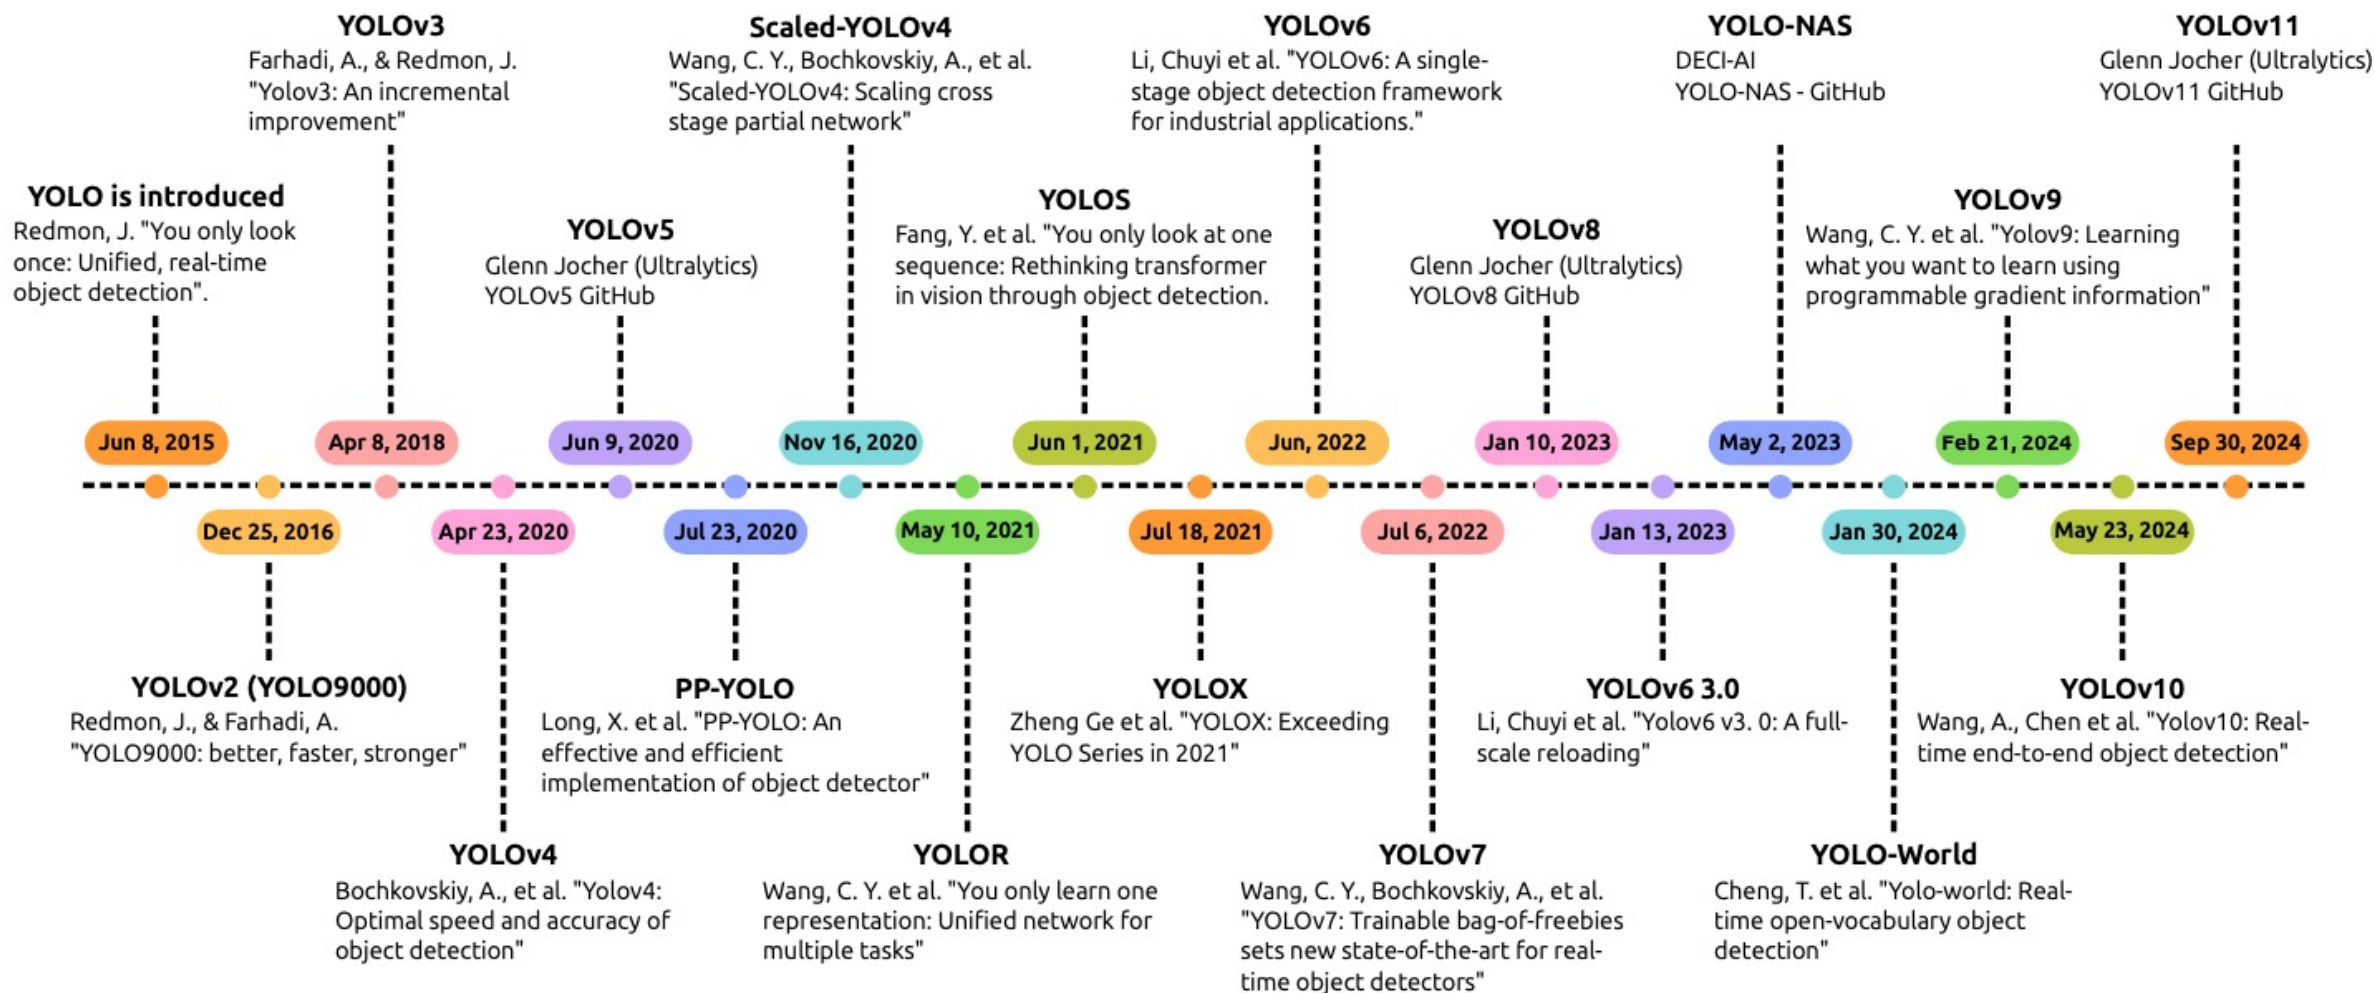 YOLO is introduced
Redmon, J. "You only look
once: Unified, real-time
object detection".
Jun 8, 2015
Dec 25, 2016
YOLOv2 (YOLO9000)
Redmon, J., & Farhadi, A.
"YOLO9000: better, faster, stronger"
YOLOv3
Farhadi, A., & Redmon, J.
"Yolov3: An incremental
improvement"
Apr 8, 2018
Apr 23, 2020
YOLOv4
Bochkovskiy, A., et al. "Yolov4:
Optimal speed and accuracy of
object detection"
YOLOv5
Glenn Jocher (Ultralytics)
YOLOv5 GitHub
Jun 9, 2020
Jul 23, 2020
PP-YOLO
Long, X. et al. "PP-YOLO: An
effective and efficient
implementation of object detector"
Scaled-YOLOv4
Wang, C. Y., Bochkovskiy, A., et al.
"Scaled-YOLOv4: Scaling cross
stage partial network"
Nov 16, 2020
May 10, 2021
YOLOR
Wang, C. Y. et al. "You only learn one
representation: Unified network for
multiple tasks"
YOLOS
Fang, Y. et al. "You only look at one
sequence: Rethinking transformer
in vision through object detection.
Jun 1, 2021
Jul 18, 2021
YOLOX
Zheng Ge et al. "YOLOX: Exceeding
YOLO Series in 2021"
YOLOv6
Li, Chuyi et al. "YOLOv6: A single-
stage object detection framework
for industrial applications."
Jun, 2022
Jul 6, 2022
YOLOv7
Wang, C. Y., Bochkovskiy, A., et al.
"YOLOv7: Trainable bag-of-freebies
sets new state-of-the-art for real-
time object detectors"
YOLOv8
Glenn Jocher (Ultralytics)
YOLOv8 GitHub
Jan 10, 2023
Jan 13, 2023
YOLOv6 3.0
Li, Chuyi et al. "Yolov6 v3. 0: A full-
scale reloading"
YOLO-NAS
DECI-AI
YOLO-NAS - GitHub
May 2, 2023
Jan 30, 2024
YOLO-World
Cheng, T. et al. "Yolo-world: Real-
time open-vocabulary object
detection"
YOLOv9
Wang, C. Y. et al. "Yolov9: Learning
what you want to learn using
programmable gradient information"
Feb 21, 2024
May 23, 2024
YOLOv10
Wang, A., Chen et al. "Yolov10: Real-
time end-to-end object detection"
YOLOv11
Glenn Jocher (Ultralytics)
YOLOv11 GitHub
Sep 30, 2024